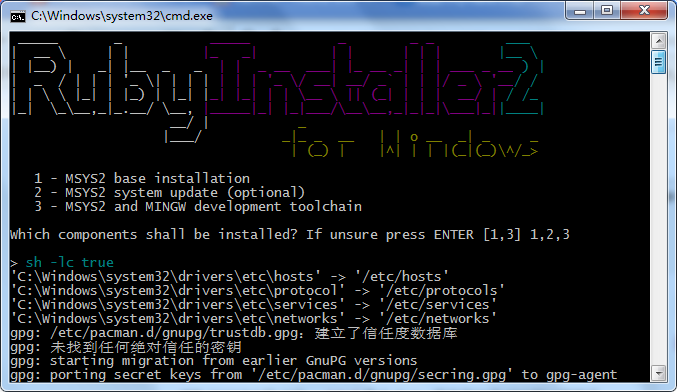 C:\Windows\system32\cmd.exe
RubyInstaller2
for Windows
1 - MSYS2 base installation
2 - MSYS2 system update (optional)
3 - MSYS2 and MINGW development toolchain
Which components shall be installed? If unsure press ENTER [1,3] 1,2,3
> sh -lc true
'C:\Windows\system32\drivers\etc\hosts' -> '/etc/hosts'
'C:\Windows\system32\drivers\etc\protocol' -> '/etc/protocols'
'C:\Windows\system32\drivers\etc\services' -> '/etc/services'
'C:\Windows\system32\drivers\etc\networks' -> '/etc/networks'
gpg: /etc/pacman.d/gnupg/trustdb.gpg：建立了信任度数据库
gpg: 未找到任何绝对信任的密钥
gpg: starting migration from earlier GnuPG versions
gpg: porting secret keys from '/etc/pacman.d/gnupg/secring.gpg' to gpg-agent